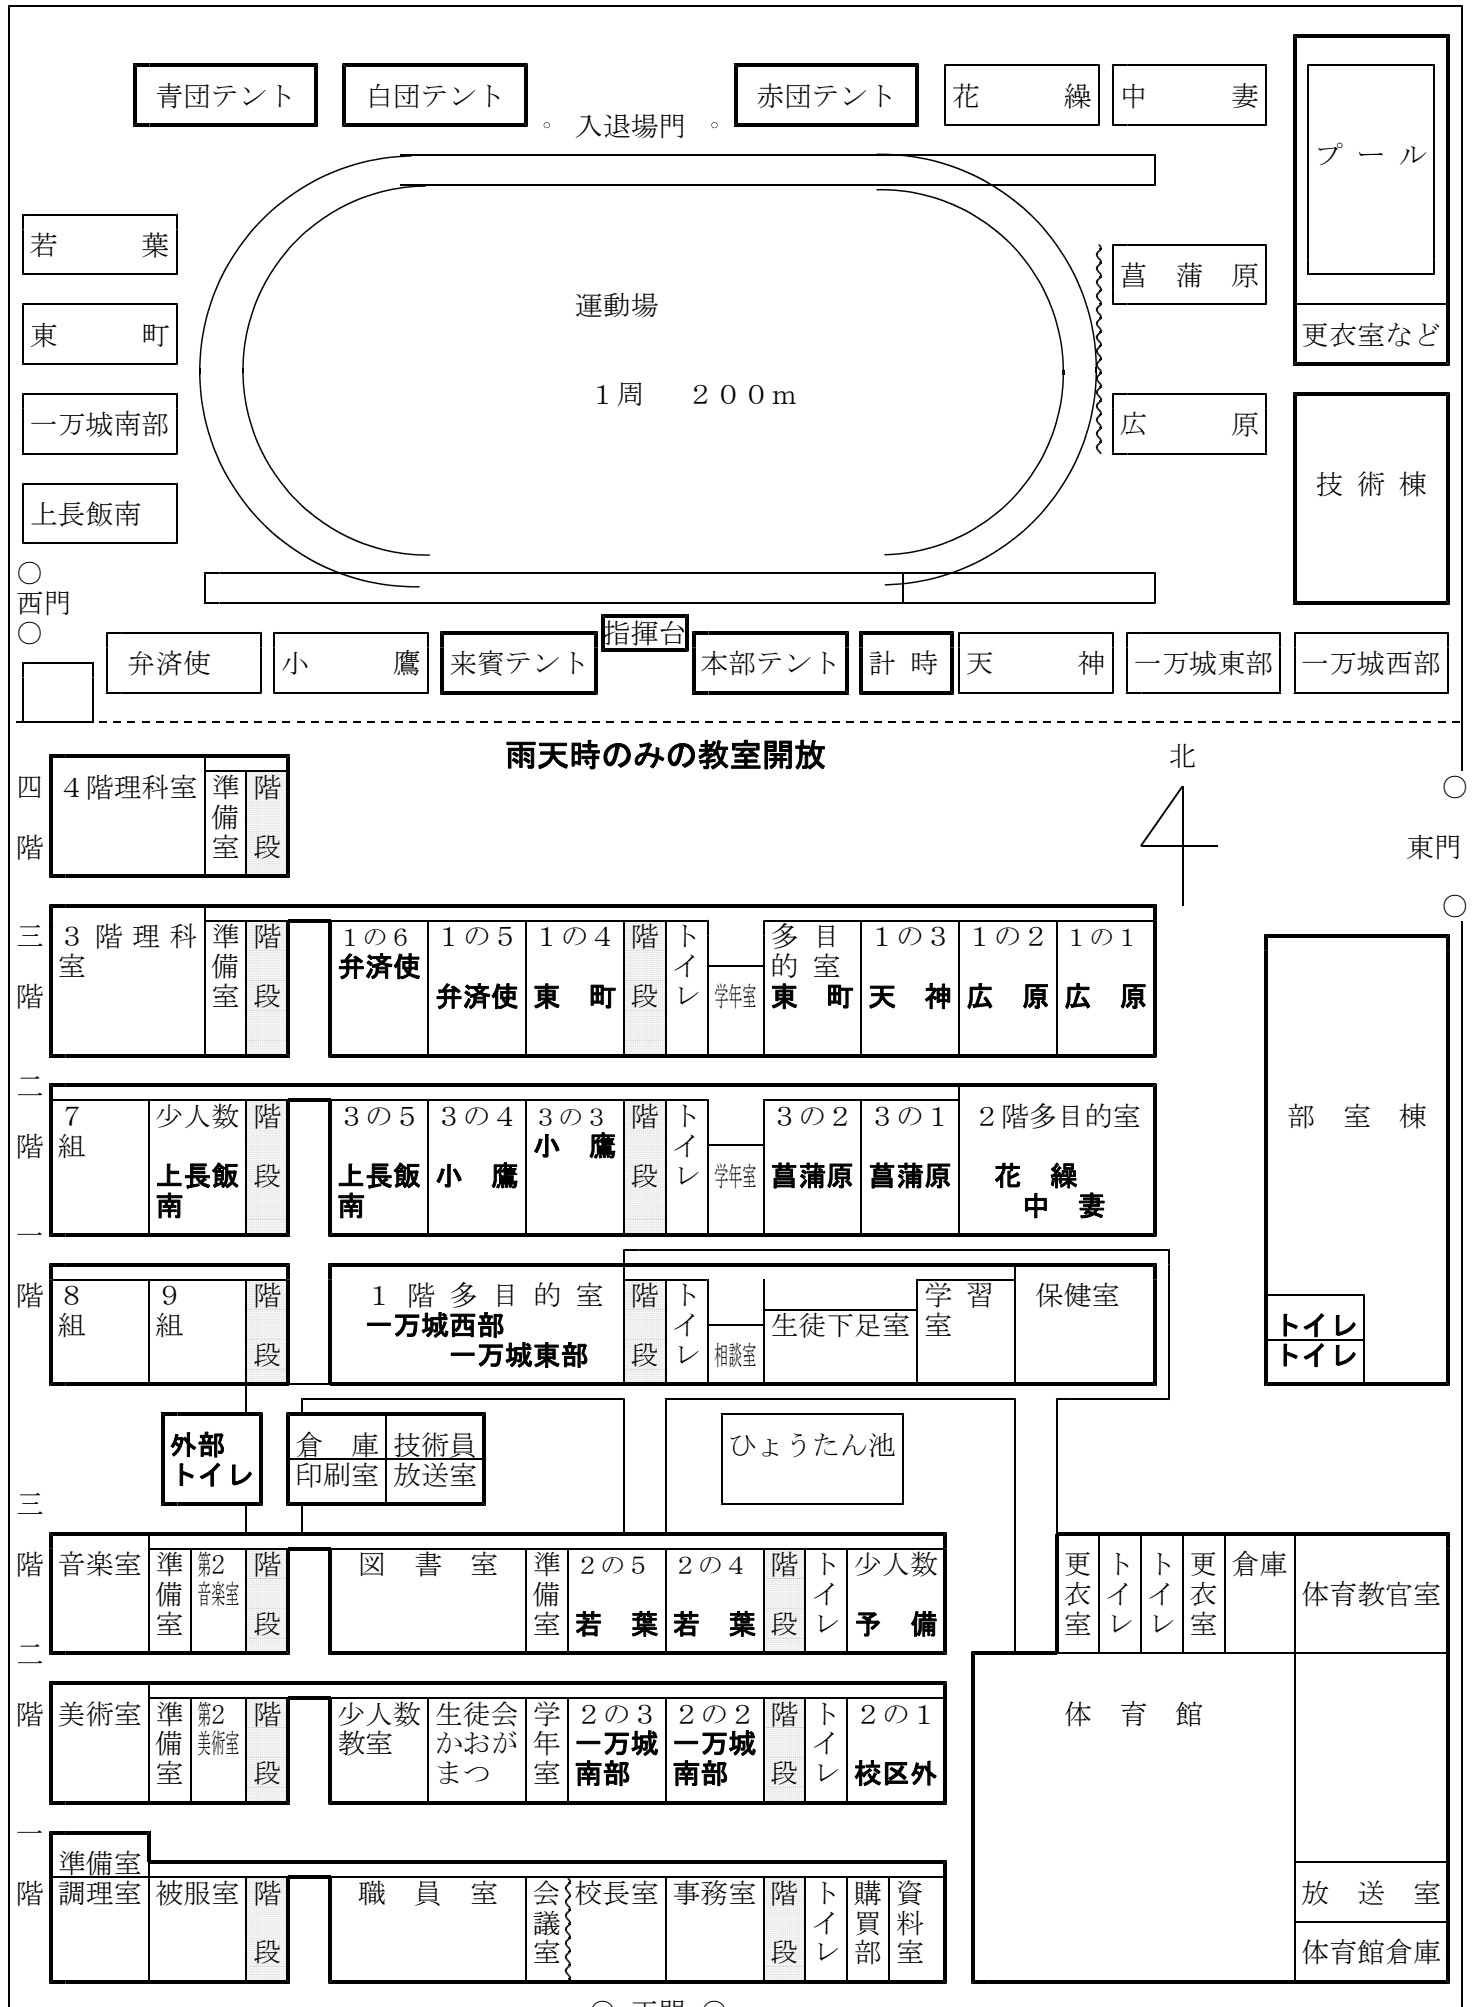 青団テント 白団テント 赤団テント 花　　繰 中　　妻
。 入退場門 。
プ ー ル
若　　葉
菖　蒲　原
運動場
東　　町
更衣室など
１周　２００ｍ
一万城南部
広　　原
技 術 棟
上長飯南
○
西門
○
指揮台
弁済使 小　　鷹 来賓テント 本部テント 計 時 天　　神 一万城東部 一万城西部
雨天時のみの教室開放
北
○
東門
○
四階
４階理科室 準備室 階段
三階
３階理科室 準備室 階段 １の６ 弁済使 １の５ 弁済使 １の４ 東　町 階段 トイレ 学年室 多目的室 東　町 １の３ 天　神 １の２ 広　原 １の１ 広　原
二階
７組 少人数 上長飯南 階段 ３の５ 上長飯南 ３の４ 小　鷹 ３の３ 小　鷹 階段 トイレ 学年室 ３の２ 菖蒲原 ３の１ 菖蒲原 ２階多目的室 花　繰 中　妻
部　室　棟
一階
８組 ９組 階段 １階多目的室 一万城西部 一万城東部 階段 トイレ 相談室 生徒下足室 学習室 保健室
トイレ
トイレ
外部トイレ
倉　庫 技術員
印刷室 放送室
ひょうたん池
三階
音楽室 準備室 第2音楽室 階段 図　書　室 準備室 ２の５ 若　葉 ２の４ 若　葉 階段 トイレ 少人数 予　備
更衣室 トイレ トイレ 更衣室 倉庫 体育教官室
二階
美術室 準備室 第2美術室 階段 少人数教室 生徒会かおがまつ 学年室 ２の３ 一万城南部 ２の２ 一万城南部 階段 トイレ ２の１ 校区外
体　育　館
一階
準備室
調理室 被服室 階段 職　員　室 会議室 校長室 事務室 階段 トイレ 購買部 資料室
放　送　室
体育館倉庫
○ 正門 ○